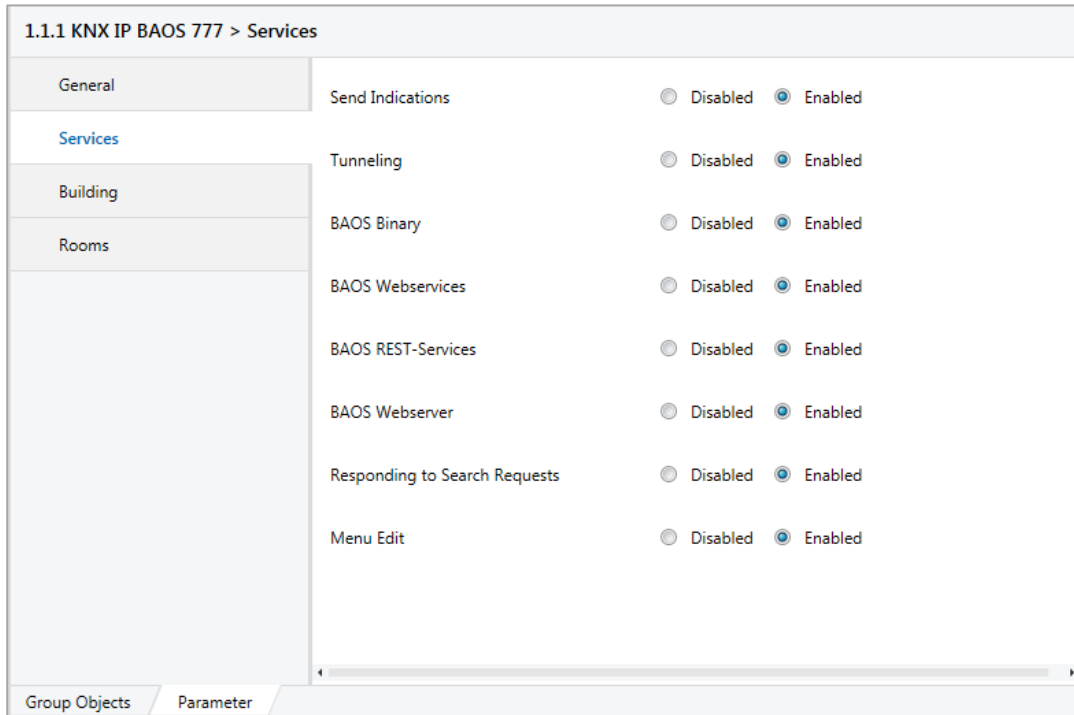 1.1.1 KNX IP BAOS 777 > Services
General
Services
Building
Rooms
Send Indications Disabled Enabled
Tunneling Disabled Enabled
BAOS Binary Disabled Enabled
BAOS Webservices Disabled Enabled
BAOS REST-Services Disabled Enabled
BAOS Webserver Disabled Enabled
Responding to Search Requests Disabled Enabled
Menu Edit Disabled Enabled
Group Objects Parameter